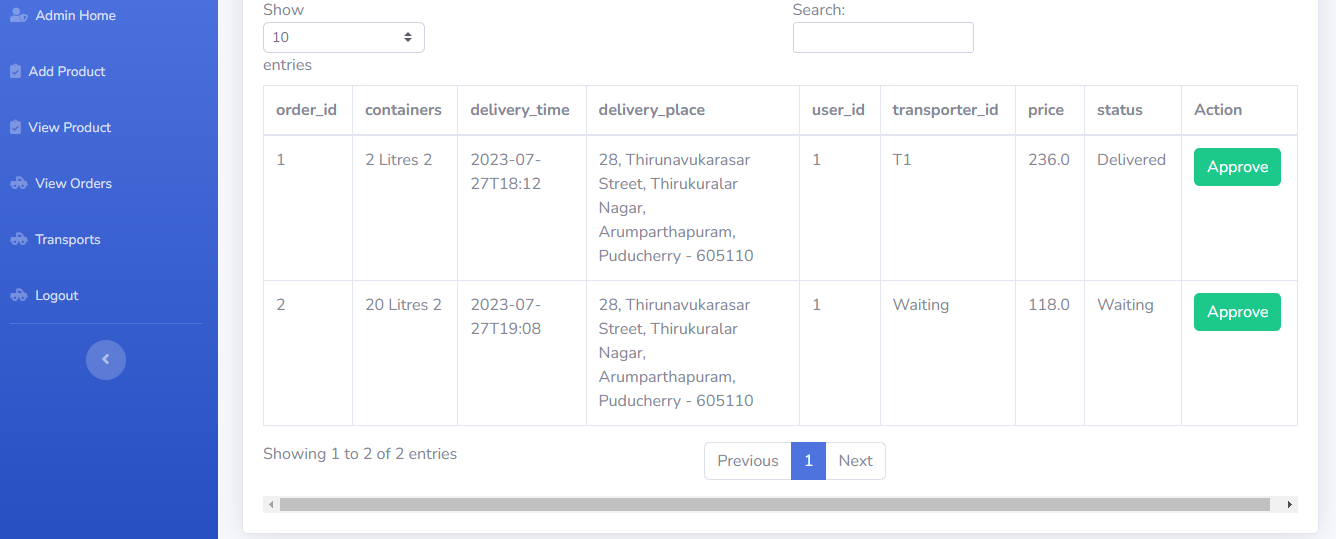 Admin Home
Add Product
View Product
View Orders
Transports
Logout
Show
10
entries
Search:
order_id containers delivery_time delivery_place user_id transporter_id price status Action
1 2 Litres 2 2023-07- 28, Thirunavukarasar 1 T1 236.0 Delivered Approve
27T18:12 Street, Thirukuralar
Nagar,
Arumparthapuram,
Puducherry - 605110
2 20 Litres 2 2023-07- 28, Thirunavukarasar 1 Waiting 118.0 Waiting Approve
27T19:08 Street, Thirukuralar
Nagar,
Arumparthapuram,
Puducherry - 605110
Showing 1 to 2 of 2 entries
Previous 1 Next